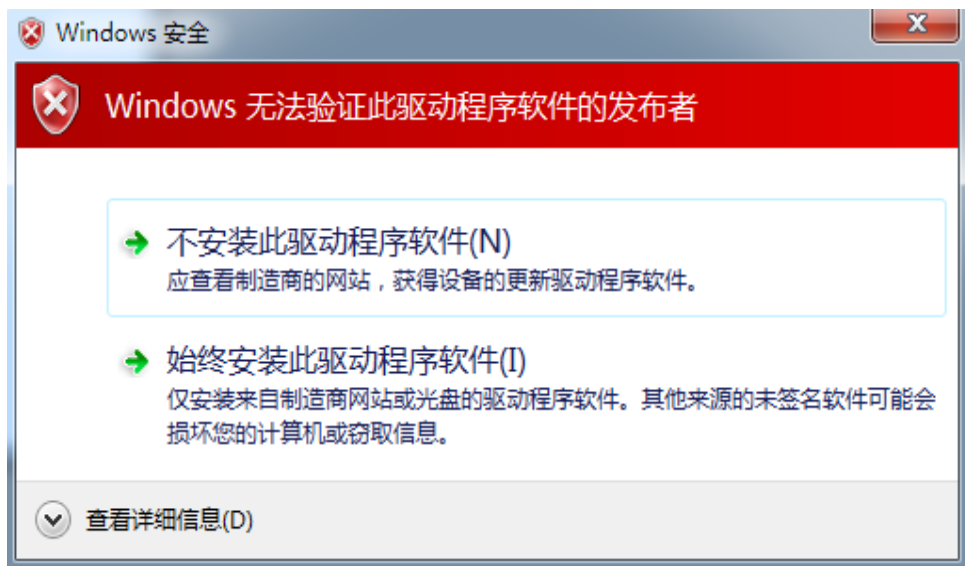 Windows 安全
Windows 无法验证此驱动程序软件的发布者
不安装此驱动程序软件(N)
应查看制造商的网站，获得设备的更新驱动程序软件。
始终安装此驱动程序软件(I)
仅安装来自制造商网站或光盘的驱动程序软件。其他来源的未签名软件可能会
损坏您的计算机或窃取信息。
查看详细信息(D)